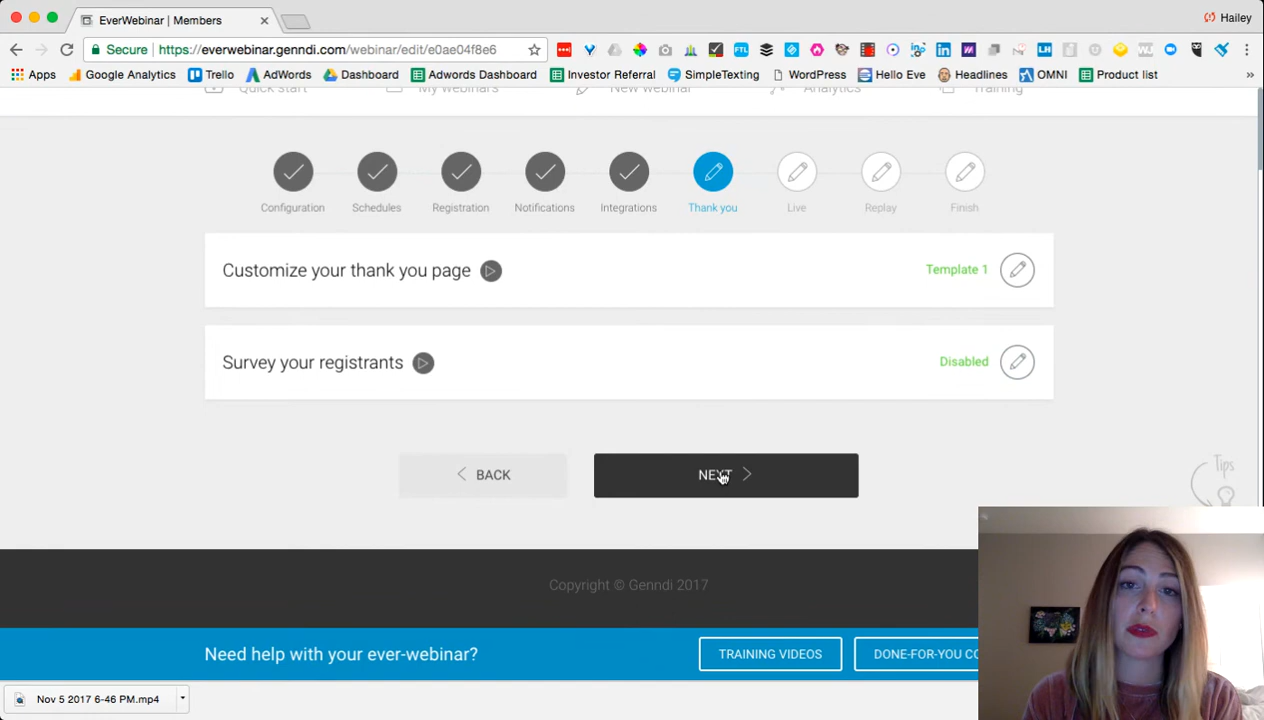 EverWebinar | Members
Hailey
Secure https://everwebinar.genndi.com/webinar/edit/e0ae04f8e6
Apps Google Analytics Trello AdWords Dashboard Adwords Dashboard Investor Referral SimpleTexting WordPress Hello Eve Headlines OMNI Product list »
Quick start My webinars New webinar Analytics Training
Configuration Schedules Registration Notifications Integrations Thank you Live Replay Finish
Customize your thank you page Template 1
Survey your registrants Disabled
BACK NEXT
Tips
Copyright © Genndi 2017
Need help with your ever-webinar? TRAINING VIDEOS DONE-FOR-YOU CO
Nov 5 2017 6-46 PM.mp4